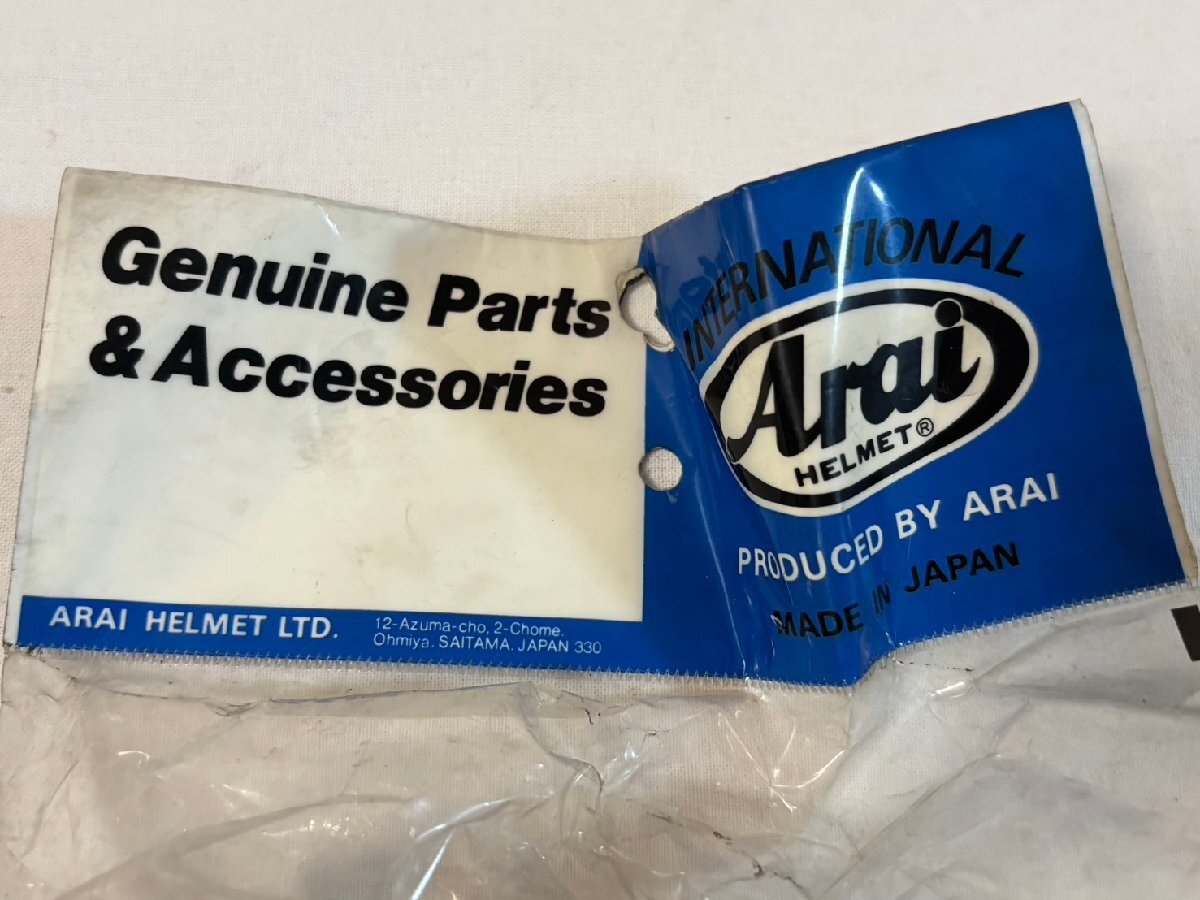 Genuine Parts
& Accessories
ARAI HELMET LTD.
12-Azuma-cho, 2-Chome.
Ohmiya. SAITAMA. JAPAN 330
INTERNATIONAL
Arai
HELMET®
PRODUCED BY ARAI
MADE IN JAPAN